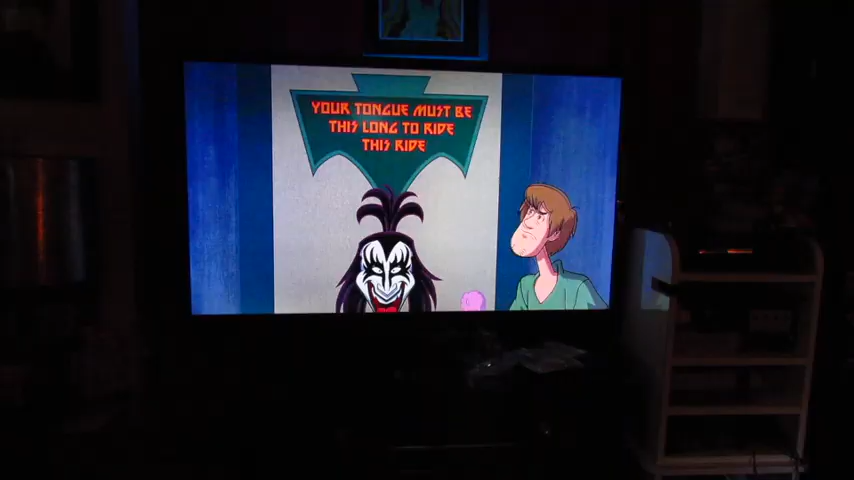 YOUR TONGUE MUST BE
THIS LONG TO RIDE
THIS RIDE